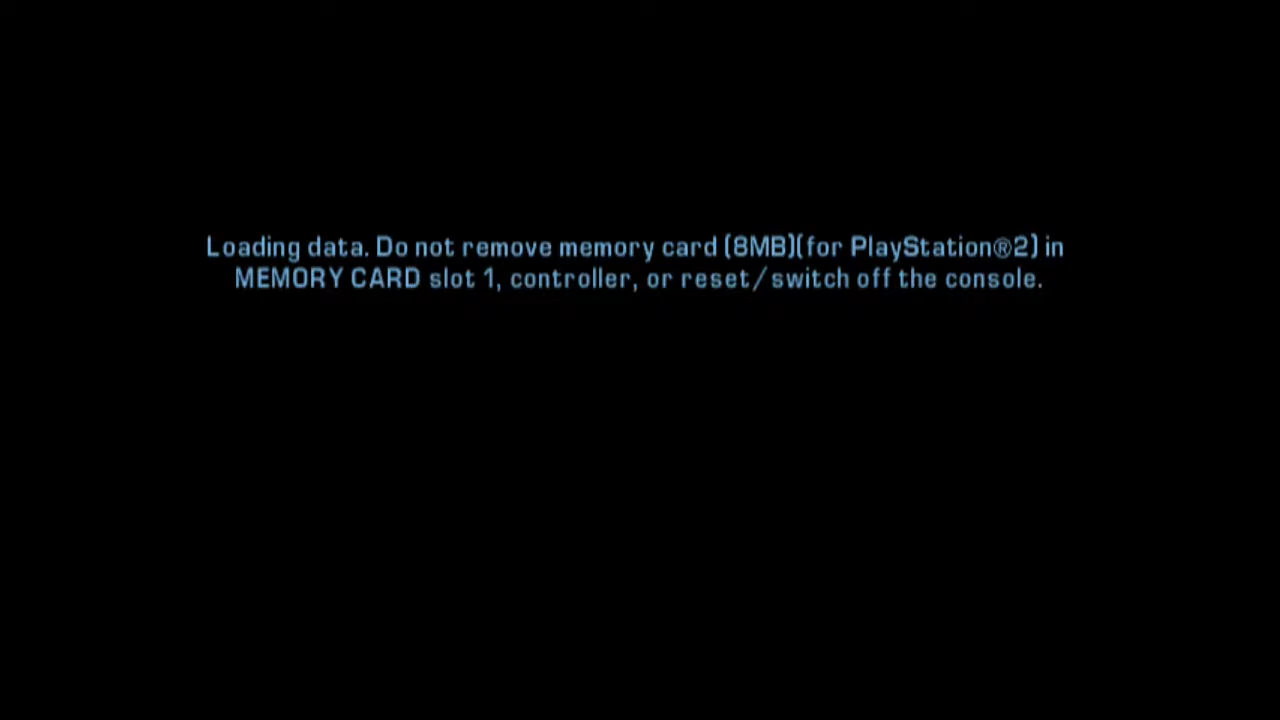 Loading data. Do not remove memory card (8MB)(for PlayStation®2) in
MEMORY CARD slot 1, controller, or reset/switch off the console.